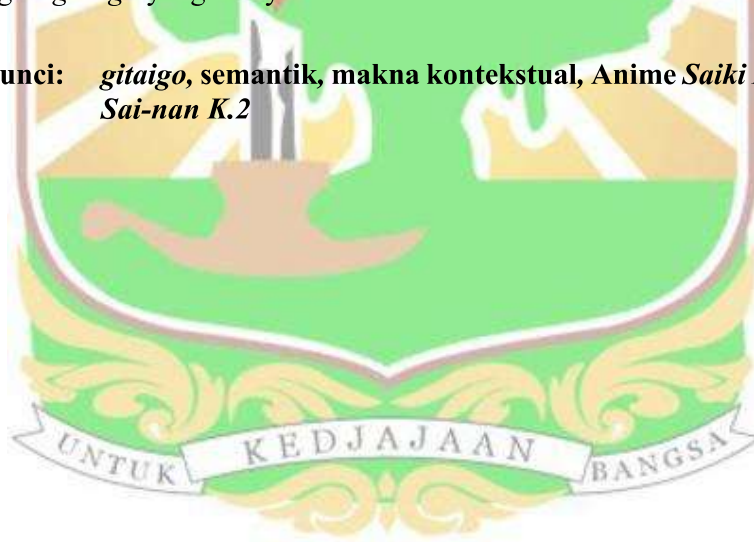 unci: gitaigo, semantik, makna kontekstual, Anime Saiki
Sai-nan K.2
UNTUK KEDJAJAAN BANGSA